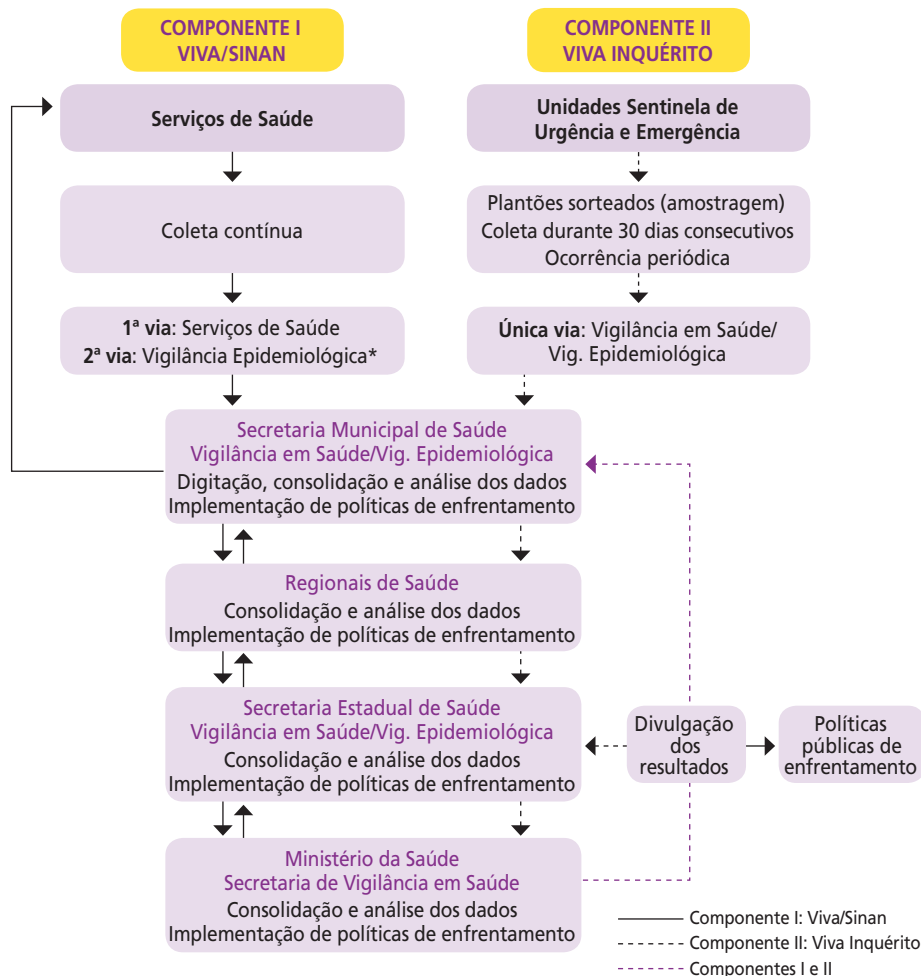 COMPONENTE I
VIVA/SINAN
COMPONENTE II
VIVA INQUÉRITO
Serviços de Saúde
Unidades Sentinela de
Urgência e Emergência
Coleta contínua
Plantões sorteados (amostragem)
Coleta durante 30 dias consecutivos
Ocorrência periódica
1ª via: Serviços de Saúde
2ª via: Vigilância Epidemiológica*
Única via: Vigilância em Saúde/
Vig. Epidemiológica
Secretaria Municipal de Saúde
Vigilância em Saúde/Vig. Epidemiológica
Digitação, consolidação e análise dos dados
Implementação de políticas de enfrentamento
Regionais de Saúde
Consolidação e análise dos dados
Implementação de políticas de enfrentamento
Secretaria Estadual de Saúde
Vigilância em Saúde/Vig. Epidemiológica
Consolidação e análise dos dados
Implementação de políticas de enfrentamento
Divulgação
dos
resultados
Políticas
públicas de
enfrentamento
Ministério da Saúde
Secretaria de Vigilância em Saúde
Consolidação e análise dos dados
Implementação de políticas de enfrentamento
Componente I: Viva/Sinan
Componente II: Viva Inquérito
Componentes I e II